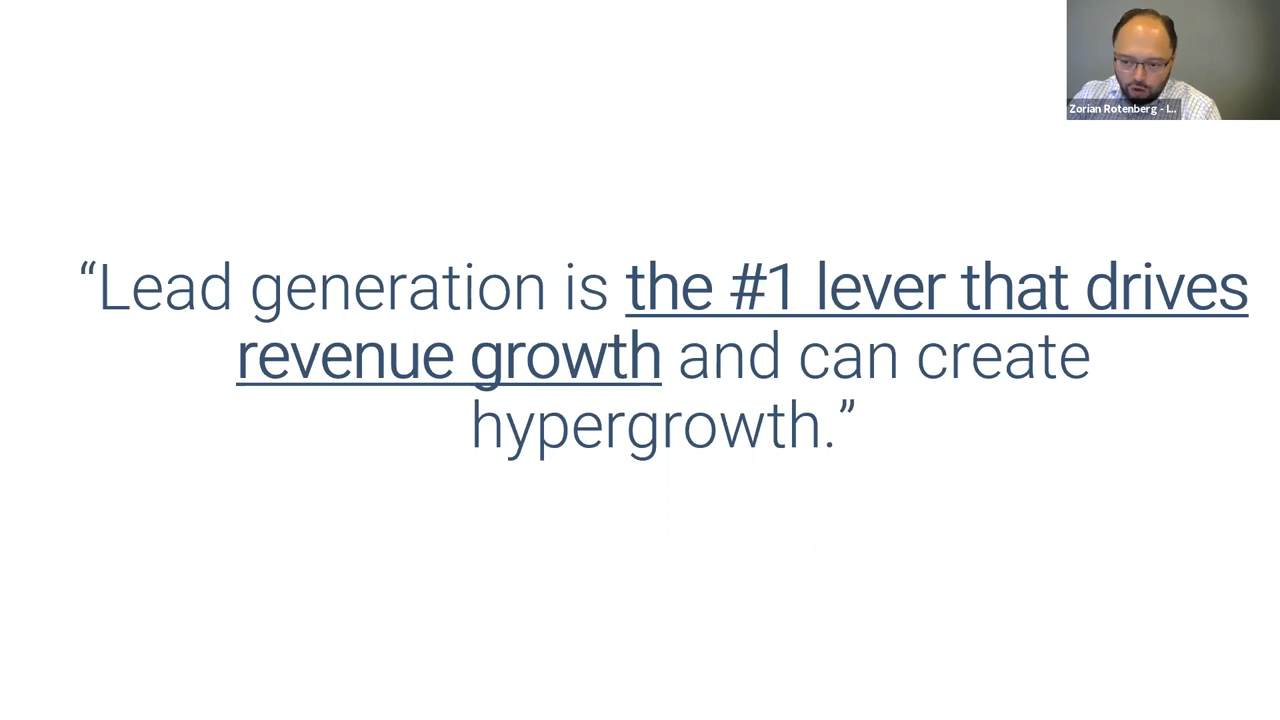 Zorian Rotenberg - L..
“Lead generation is the #1 lever that drives
revenue growth and can create
hypergrowth.”